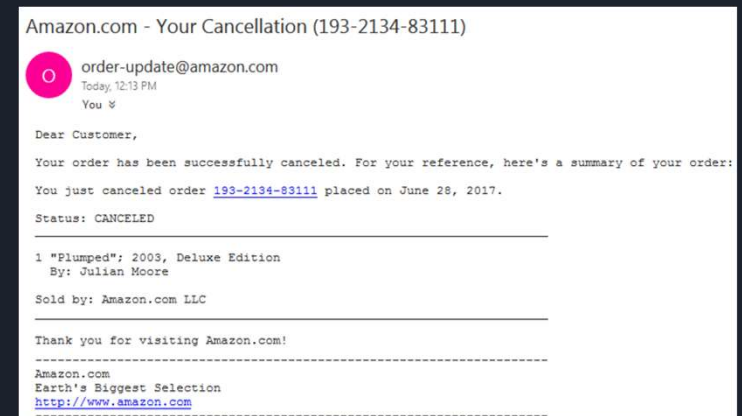 Amazon.com - Your Cancellation (193-2134-83111)
O
order-update@amazon.com
Today, 12:13 PM
You
Dear Customer,
Your order has been successfully canceled. For your reference, here's a summary of your order:
You just canceled order 193-2134-83111 placed on June 28, 2017.
Status: CANCELED
1 "Plumped"; 2003, Deluxe Edition
By: Julian Moore
Sold by: Amazon.com LLC
Thank you for visiting Amazon.com!
Amazon.com
Earth's Biggest Selection
http://www.amazon.com